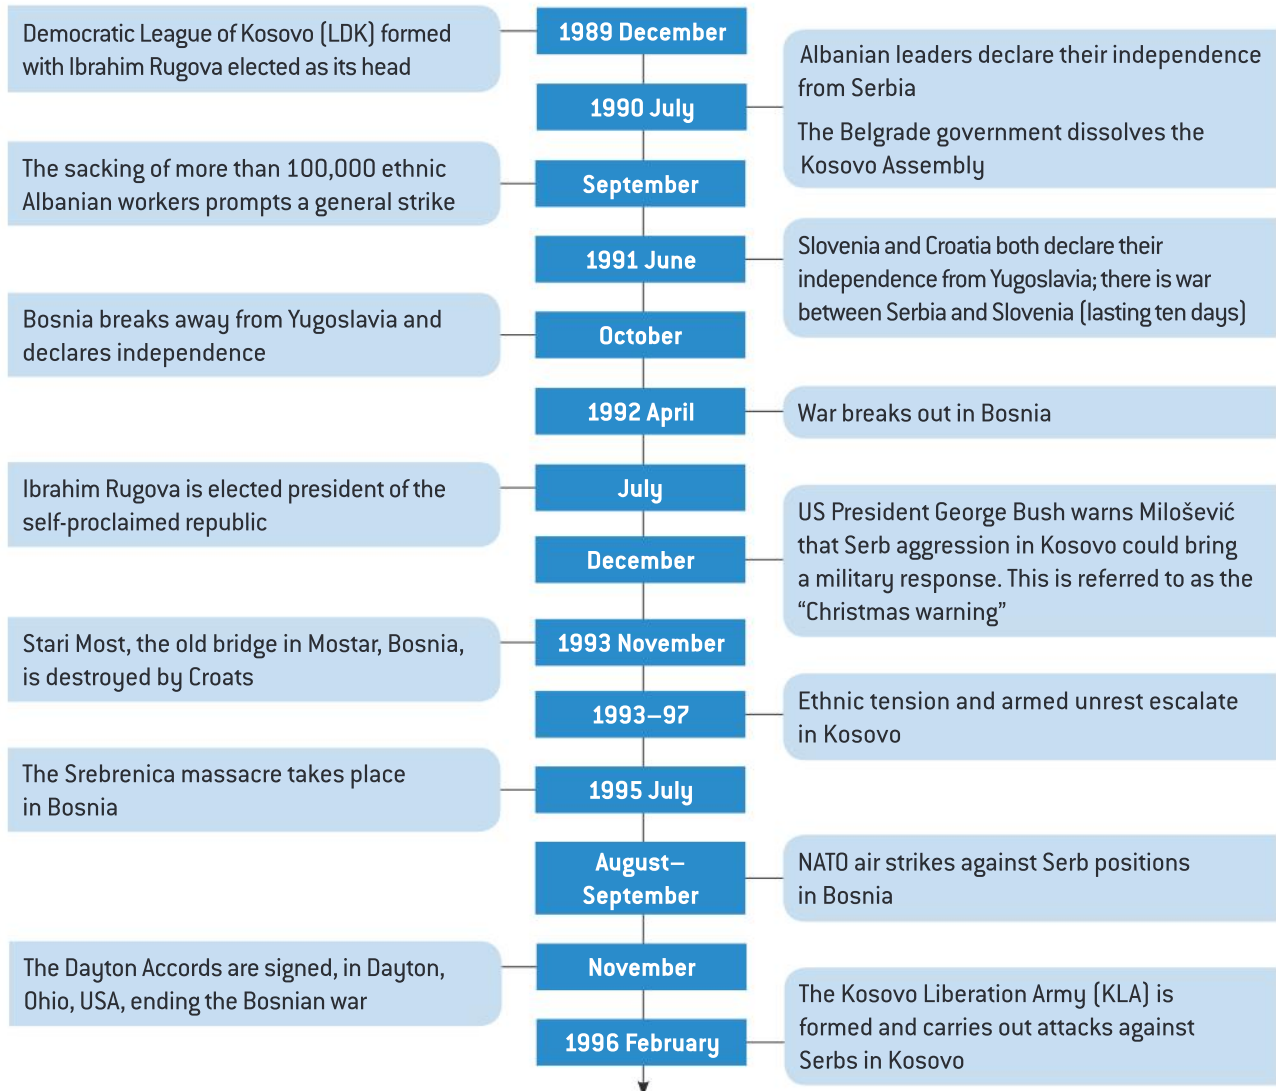 Democratic League of Kosovo (LDK) formed
with Ibrahim Rugova elected as its head
1989 December
1990 July
Albanian leaders declare their independence
from Serbia
The Belgrade government dissolves the
Kosovo Assembly
The sacking of more than 100,000 ethnic
Albanian workers prompts a general strike
September
1991 June
Slovenia and Croatia both declare their
independence from Yugoslavia; there is war
between Serbia and Slovenia (lasting ten days)
Bosnia breaks away from Yugoslavia and
declares independence
October
1992 April
War breaks out in Bosnia
Ibrahim Rugova is elected president of the
self-proclaimed republic
July
December
US President George Bush warns Milošević
that Serb aggression in Kosovo could bring
a military response. This is referred to as the
“Christmas warning”
Stari Most, the old bridge in Mostar, Bosnia,
is destroyed by Croats
1993 November
1993–97
Ethnic tension and armed unrest escalate
in Kosovo
The Srebrenica massacre takes place
in Bosnia
1995 July
August–
September
NATO air strikes against Serb positions
in Bosnia
The Dayton Accords are signed, in Dayton,
Ohio, USA, ending the Bosnian war
November
1996 February
The Kosovo Liberation Army (KLA) is
formed and carries out attacks against
Serbs in Kosovo